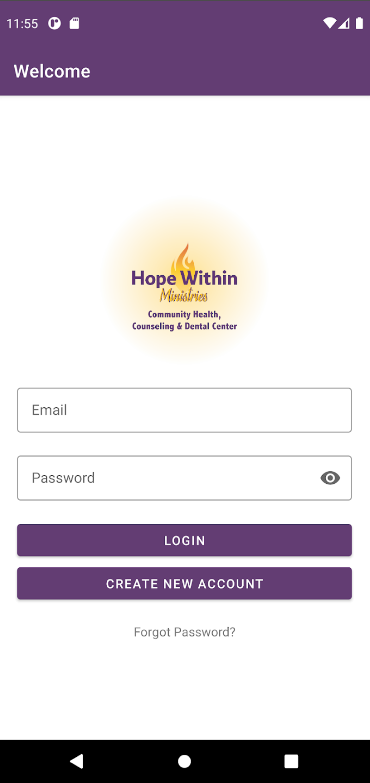 11:55
Welcome
Hope Within
Ministries
Community Health,
Counseling & Dental Center
Email
Password
LOGIN
CREATE NEW ACCOUNT
Forgot Password?